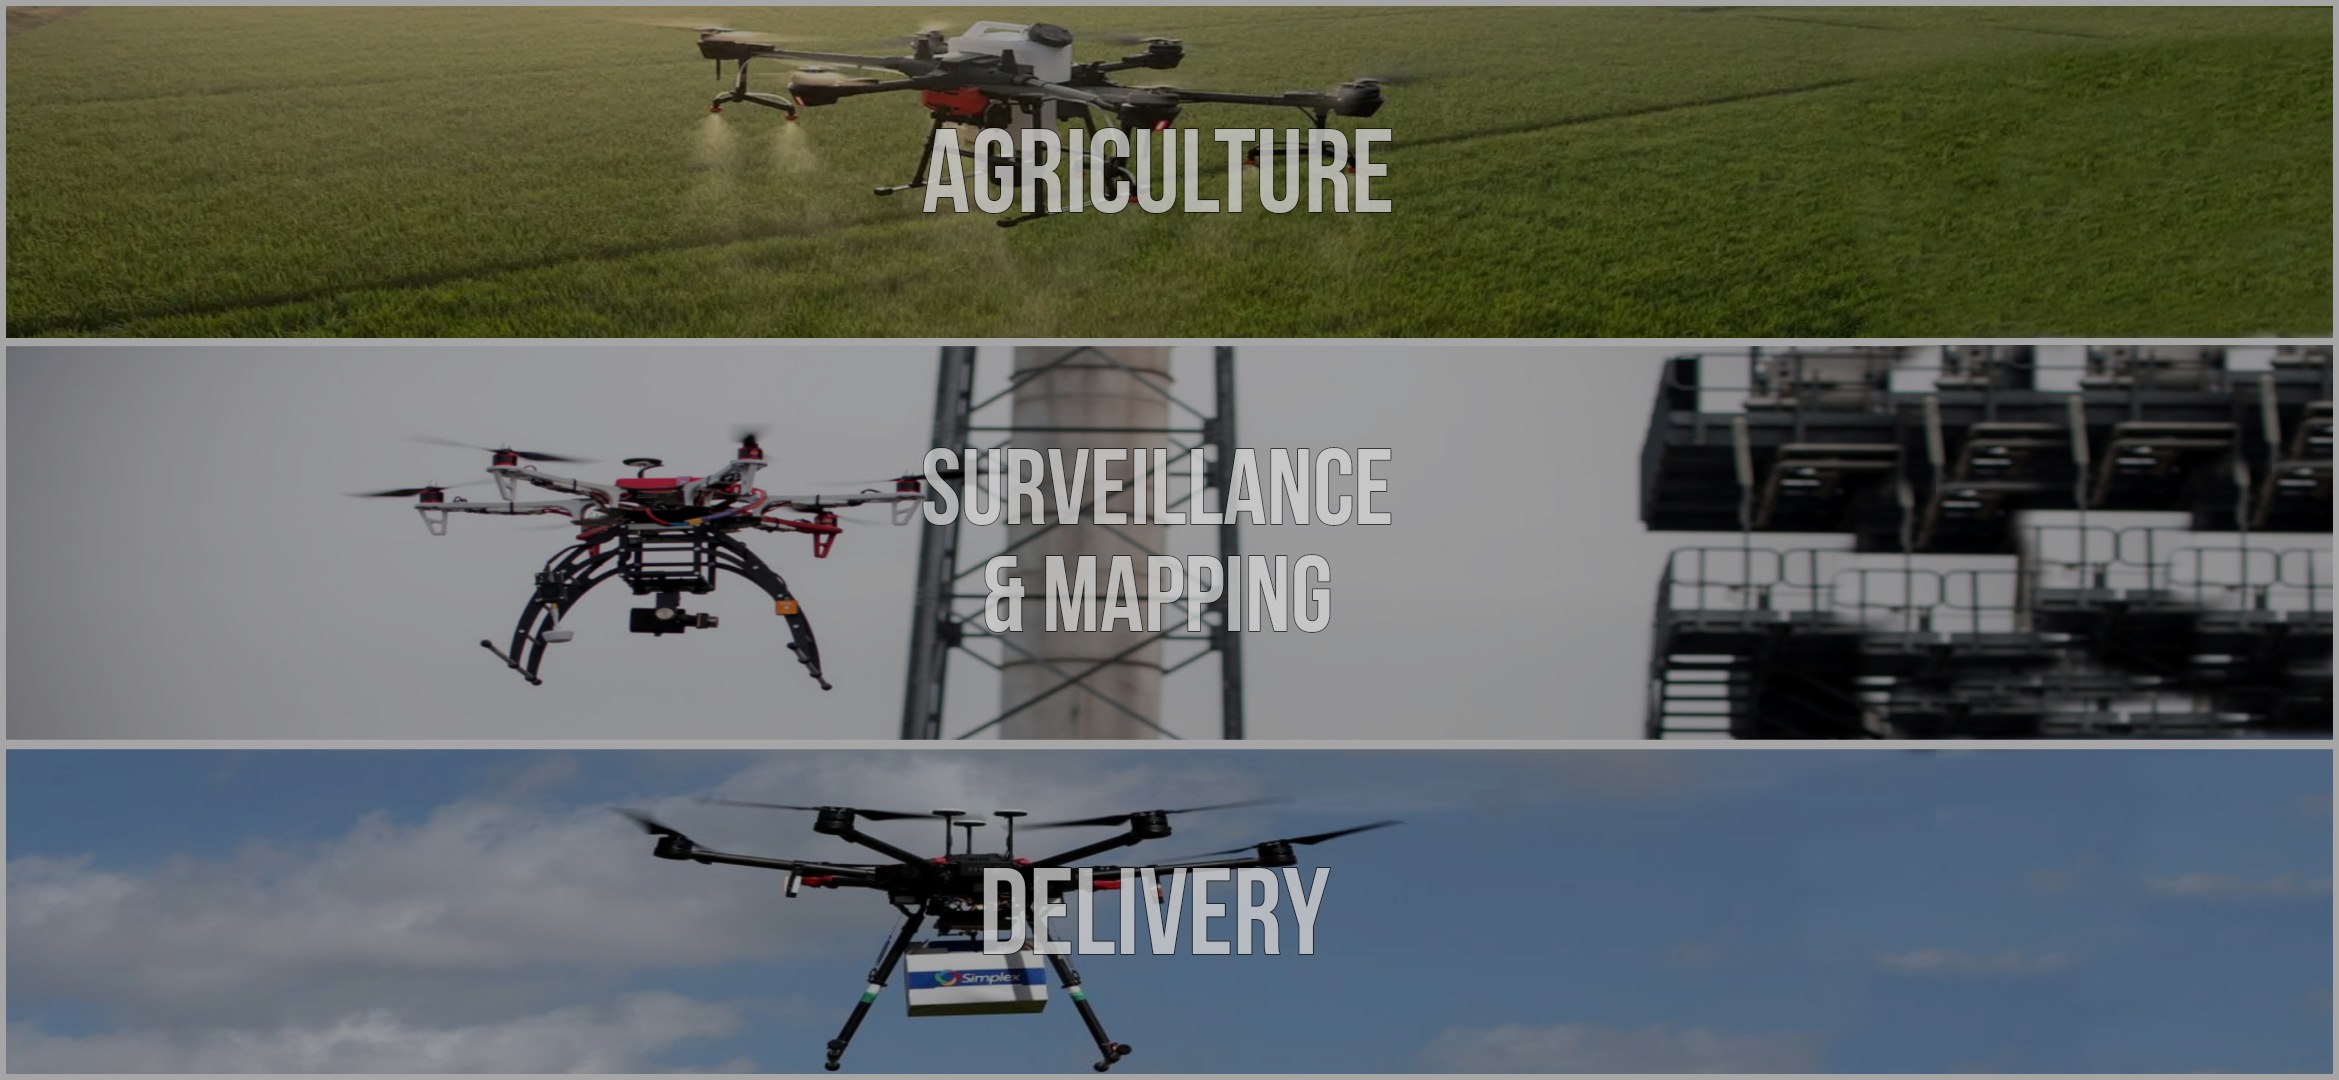 AGRICULTURE
SURVEILLANCE
& MAPPING
DELIVERY
Simplex